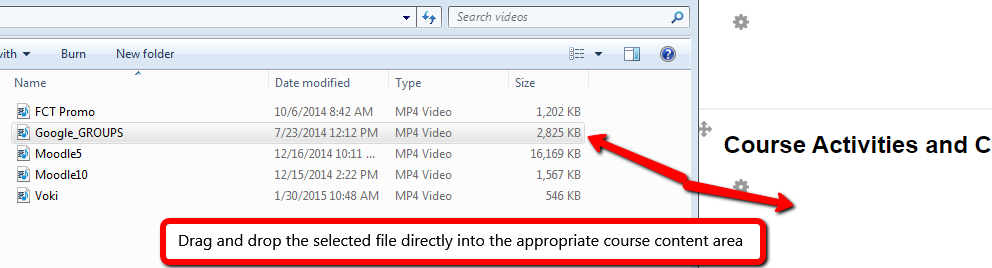 Search videos
with Burn New folder
Name Date modified Type Size
FCT Promo 10/6/2014 8:42 AM MP4 Video 1,202 KB
Google_GROUPS 7/23/2014 12:12 PM MP4 Video 2,825 KB
Moodle5 12/16/2014 10:11 ... MP4 Video 16,169 KB
Moodle10 12/15/2014 2:22 PM MP4 Video 1,567 KB
Voki 1/30/2015 10:48 AM MP4 Video 546 KB
Course Activities and C
Drag and drop the selected file directly into the appropriate course content area